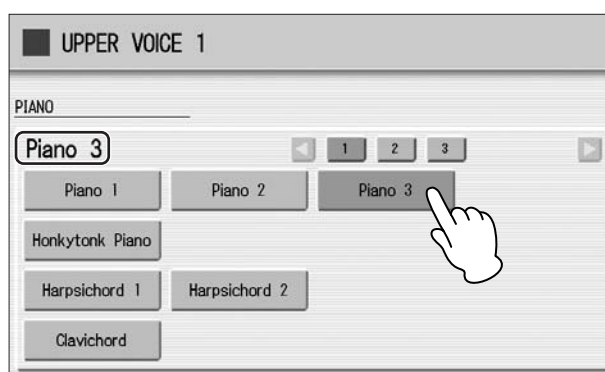 UPPER VOICE 1
PIANO
Piano 3 1 2 3
Piano 1 Piano 2 Piano 3
Honkytonk Piano
Harpsichord 1 Harpsichord 2
Clavichord